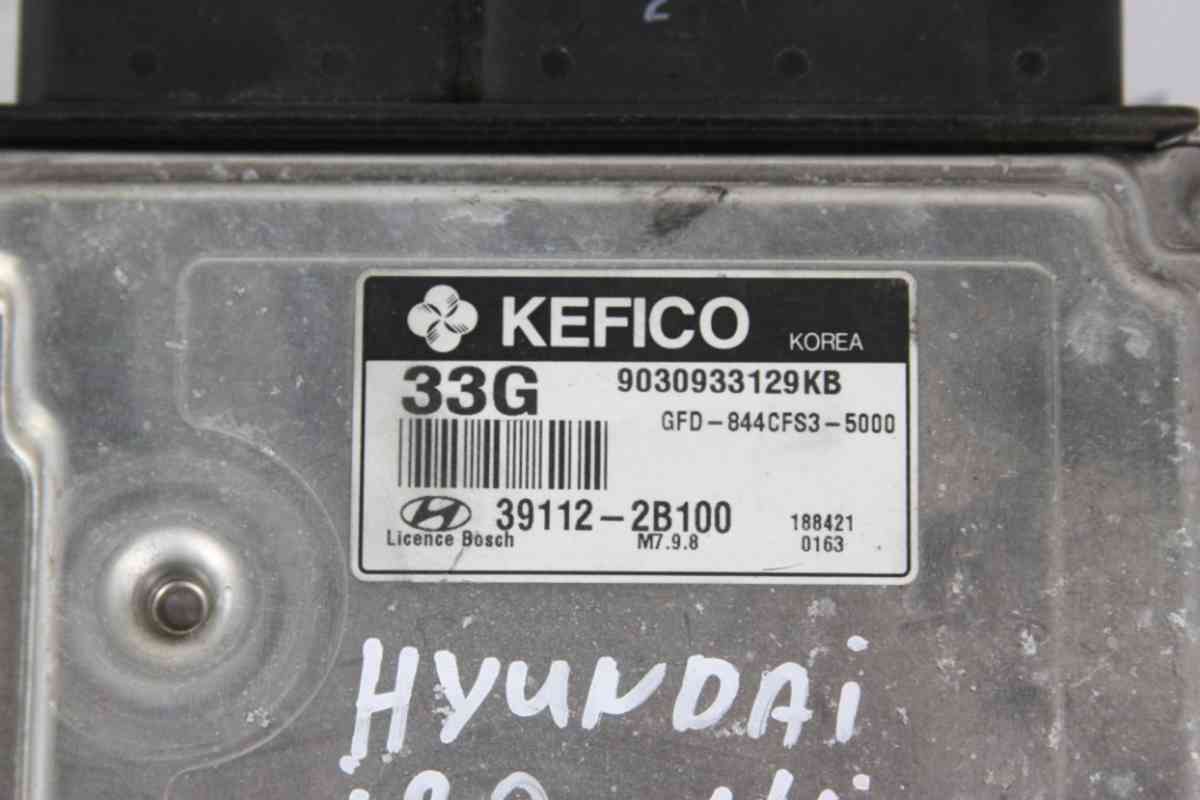 KEFICO KOREA
33G 9030933129KB
GFD-844CFS3-5000
39112-2B100 188421
Licence Bosch M7.9.8 0163
HYUNDAi